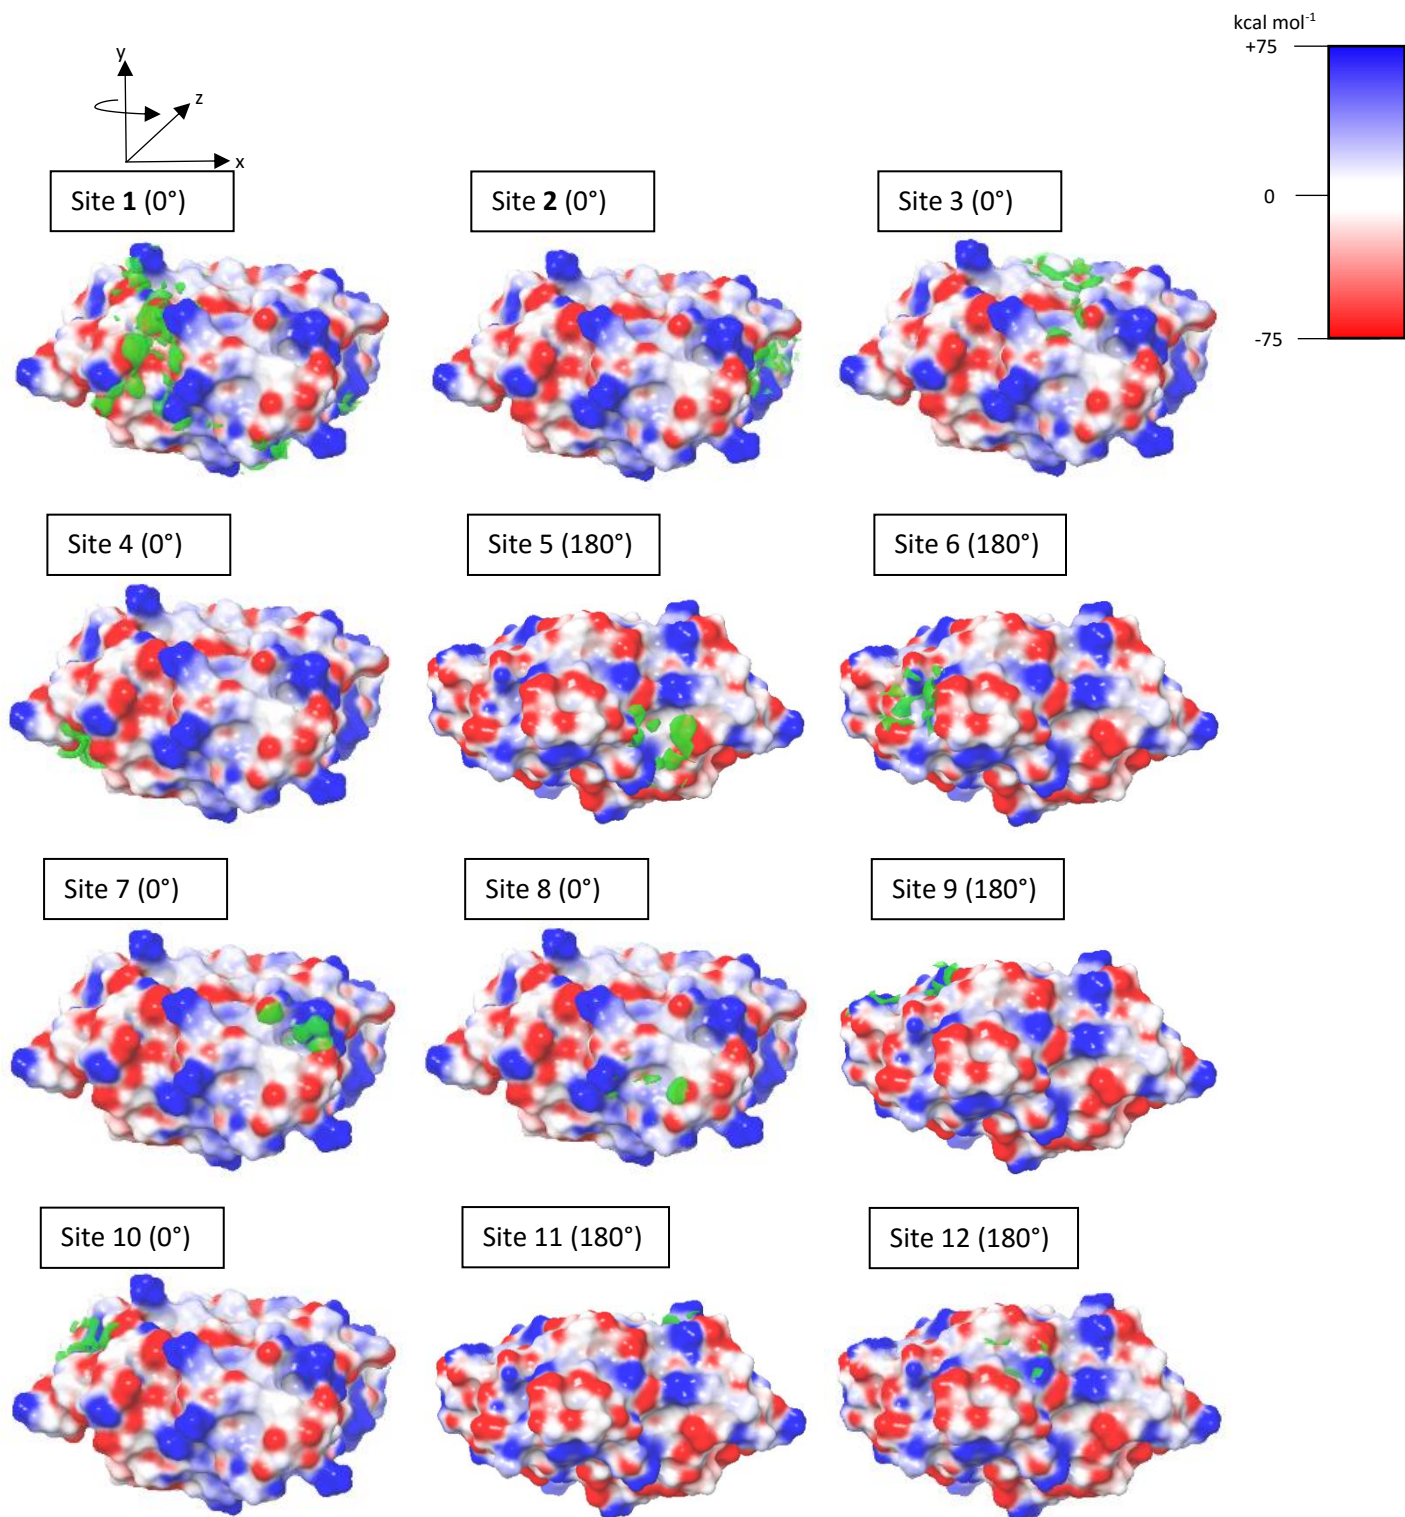 kcal mol⁻¹
+75
0
-75
y
z
x
Site 1 (0°)
Site 2 (0°)
Site 3 (0°)
Site 4 (0°)
Site 5 (180°)
Site 6 (180°)
Site 7 (0°)
Site 8 (0°)
Site 9 (180°)
Site 10 (0°)
Site 11 (180°)
Site 12 (180°)